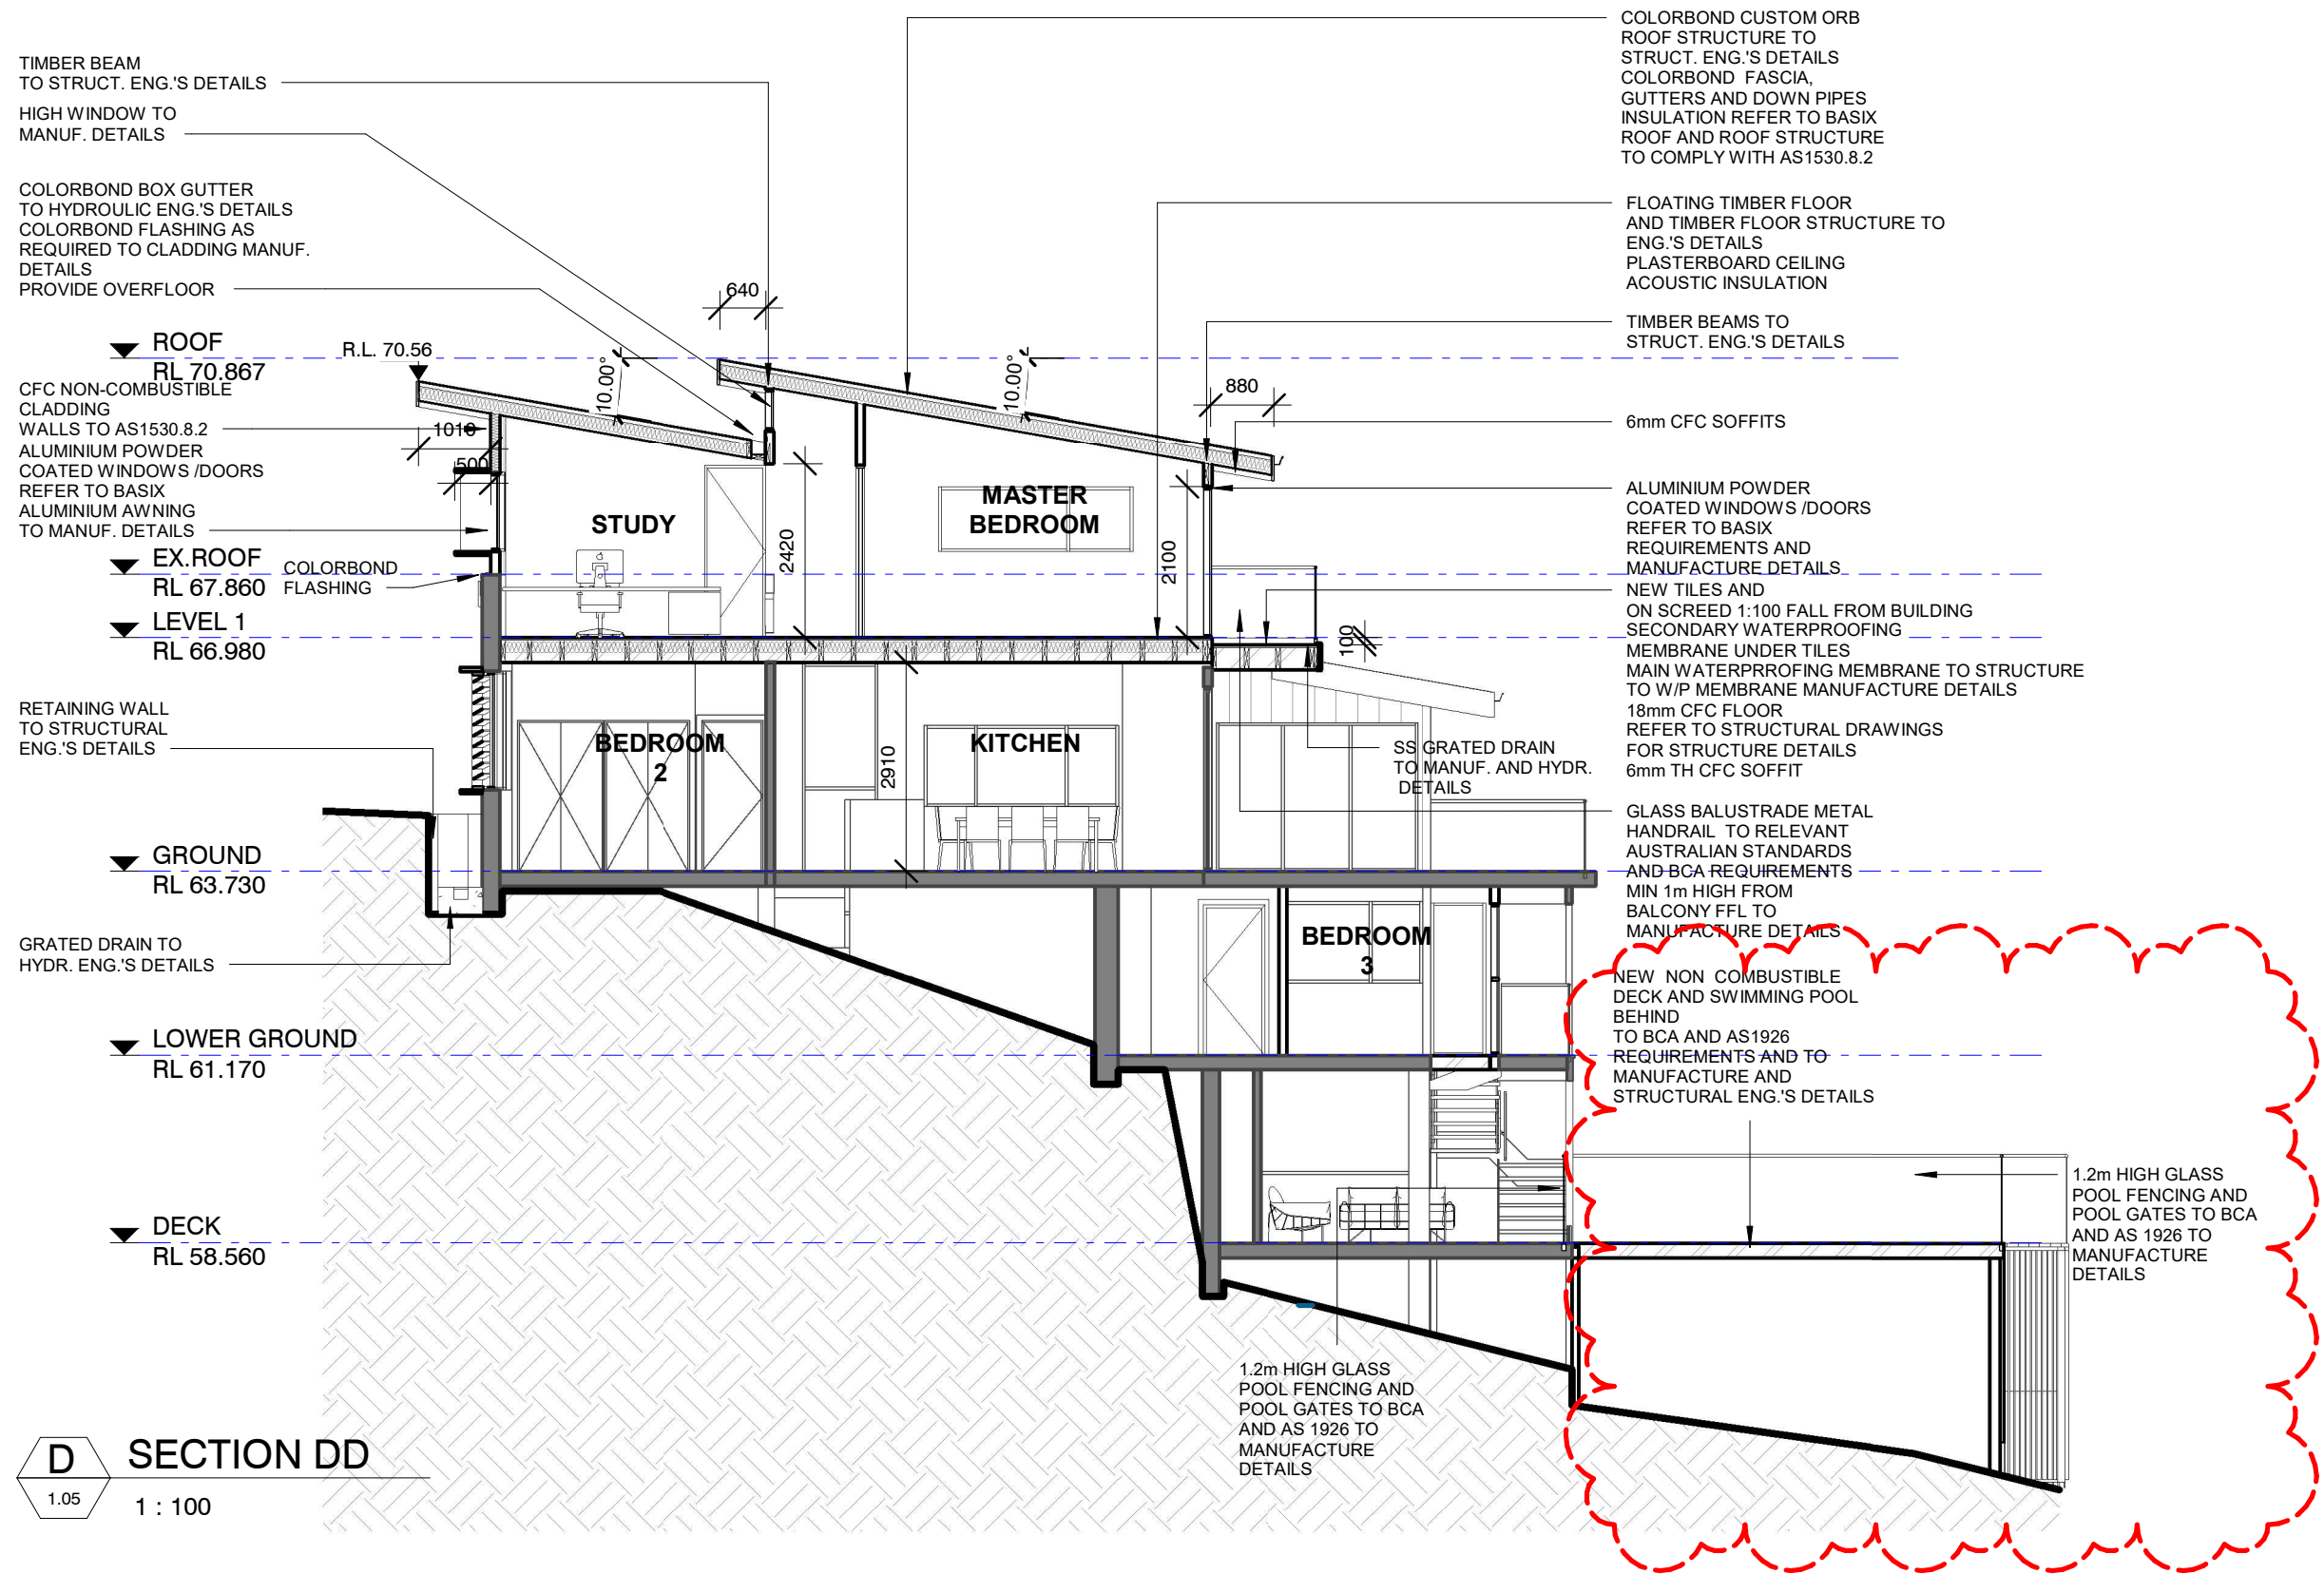 COLORBOND CUSTOM ORB
ROOF STRUCTURE TO
STRUCT. ENG.'S DETAILS
COLORBOND FASCIA,
GUTTERS AND DOWN PIPES
INSULATION REFER TO BASIX
ROOF AND ROOF STRUCTURE
TO COMPLY WITH AS1530.8.2
TIMBER BEAM
TO STRUCT. ENG.'S DETAILS
HIGH WINDOW TO
MANUF. DETAILS
COLORBOND BOX GUTTER
TO HYDROULIC ENG.'S DETAILS
COLORBOND FLASHING AS
REQUIRED TO CLADDING MANUF.
DETAILS
PROVIDE OVERFLOOR
FLOATING TIMBER FLOOR
AND TIMBER FLOOR STRUCTURE TO
ENG.'S DETAILS
PLASTERBOARD CEILING
ACOUSTIC INSULATION
640
TIMBER BEAMS TO
STRUCT. ENG.'S DETAILS
ROOF
RL 70.867
R.L. 70.56
10.00°
10.00°
880
CFC NON-COMBUSTIBLE
CLADDING
WALLS TO AS1530.8.2
ALUMINIUM POWDER
COATED WINDOWS /DOORS
REFER TO BASIX
ALUMINIUM AWNING
TO MANUF. DETAILS
1010
500
6mm CFC SOFFITS
STUDY
MASTER
BEDROOM
2420
2100
ALUMINIUM POWDER
COATED WINDOWS /DOORS
REFER TO BASIX
REQUIREMENTS AND
MANUFACTURE DETAILS
EX.ROOF
RL 67.860
COLORBOND
FLASHING
LEVEL 1
RL 66.980
100
NEW TILES AND
ON SCREED 1:100 FALL FROM BUILDING
SECONDARY WATERPROOFING
MEMBRANE UNDER TILES
MAIN WATERPRROFING MEMBRANE TO STRUCTURE
TO W/P MEMBRANE MANUFACTURE DETAILS
18mm CFC FLOOR
REFER TO STRUCTURAL DRAWINGS
FOR STRUCTURE DETAILS
6mm TH CFC SOFFIT
RETAINING WALL
TO STRUCTURAL
ENG.'S DETAILS
BEDROOM
2
2910
KITCHEN
SS GRATED DRAIN
TO MANUF. AND HYDR.
DETAILS
GLASS BALUSTRADE METAL
HANDRAIL TO RELEVANT
AUSTRALIAN STANDARDS
AND BCA REQUIREMENTS
MIN 1m HIGH FROM
BALCONY FFL TO
MANUFACTURE DETAILS
GROUND
RL 63.730
GRATED DRAIN TO
HYDR. ENG.'S DETAILS
BEDROOM
3
NEW NON COMBUSTIBLE
DECK AND SWIMMING POOL
BEHIND
TO BCA AND AS1926
REQUIREMENTS AND TO
MANUFACTURE AND
STRUCTURAL ENG.'S DETAILS
LOWER GROUND
RL 61.170
1.2m HIGH GLASS
POOL FENCING AND
POOL GATES TO BCA
AND AS 1926 TO
MANUFACTURE
DETAILS
DECK
RL 58.560
1.2m HIGH GLASS
POOL FENCING AND
POOL GATES TO BCA
AND AS 1926 TO
MANUFACTURE
DETAILS
D
1.05
SECTION DD
1 : 100